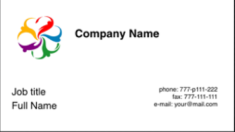 Company Name
Job title
Full Name
phone: 777-p111-222
fax: 777-111-111
e-mail: your@mail.com